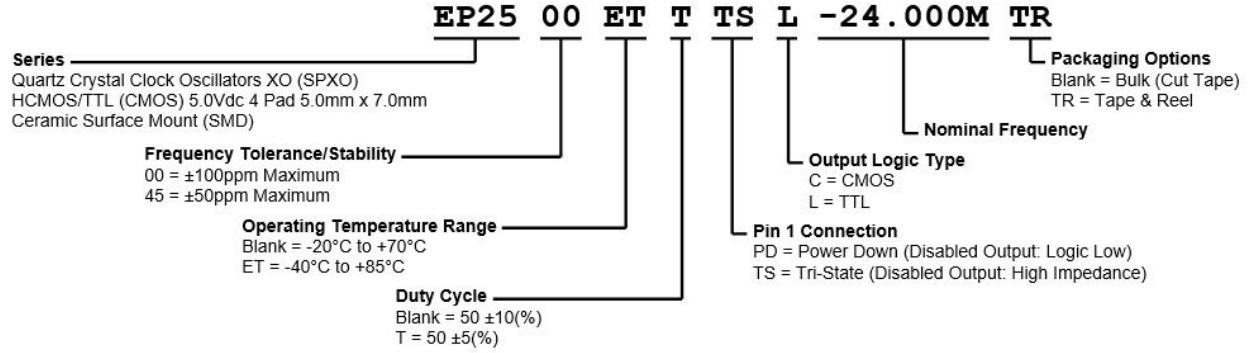 EP25 00 ET T TS L -24.000M TR
Series
Quartz Crystal Clock Oscillators XO (SPXO)
HCMOS/TTL (CMOS) 5.0Vdc 4 Pad 5.0mm x 7.0mm
Ceramic Surface Mount (SMD)
Packaging Options
Blank = Bulk (Cut Tape)
TR = Tape & Reel
Nominal Frequency
Frequency Tolerance/Stability
00 = ±100ppm Maximum
45 = ±50ppm Maximum
Output Logic Type
C = CMOS
L = TTL
Operating Temperature Range
Blank = -20°C to +70°C
ET = -40°C to +85°C
Pin 1 Connection
PD = Power Down (Disabled Output: Logic Low)
TS = Tri-State (Disabled Output: High Impedance)
Duty Cycle
Blank = 50 ±10(%)
T = 50 ±5(%)